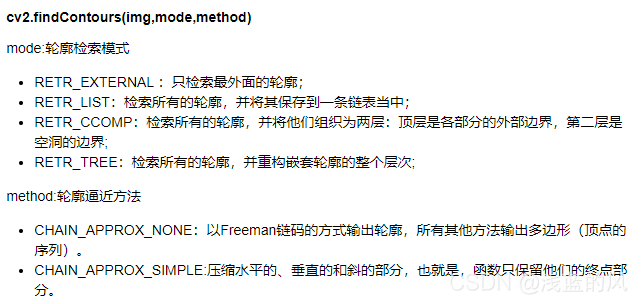 cv2.findContours(img,mode,method)
mode:轮廓检索模式
RETR_EXTERNAL ：只检索最外面的轮廓；
RETR_LIST：检索所有的轮廓，并将其保存到一条链表当中；
RETR_CCOMP：检索所有的轮廓，并将他们组织为两层：顶层是各部分的外部边界，第二层是
空洞的边界;
RETR_TREE：检索所有的轮廓，并重构嵌套轮廓的整个层次;
method:轮廓逼近方法
CHAIN_APPROX_NONE：以Freeman链码的方式输出轮廓，所有其他方法输出多边形（顶点的
序列）。
CHAIN_APPROX_SIMPLE:压缩水平的、垂直的和斜的部分，也就是，函数只保留他们的终点部
分。
CSDN @浅蓝的风